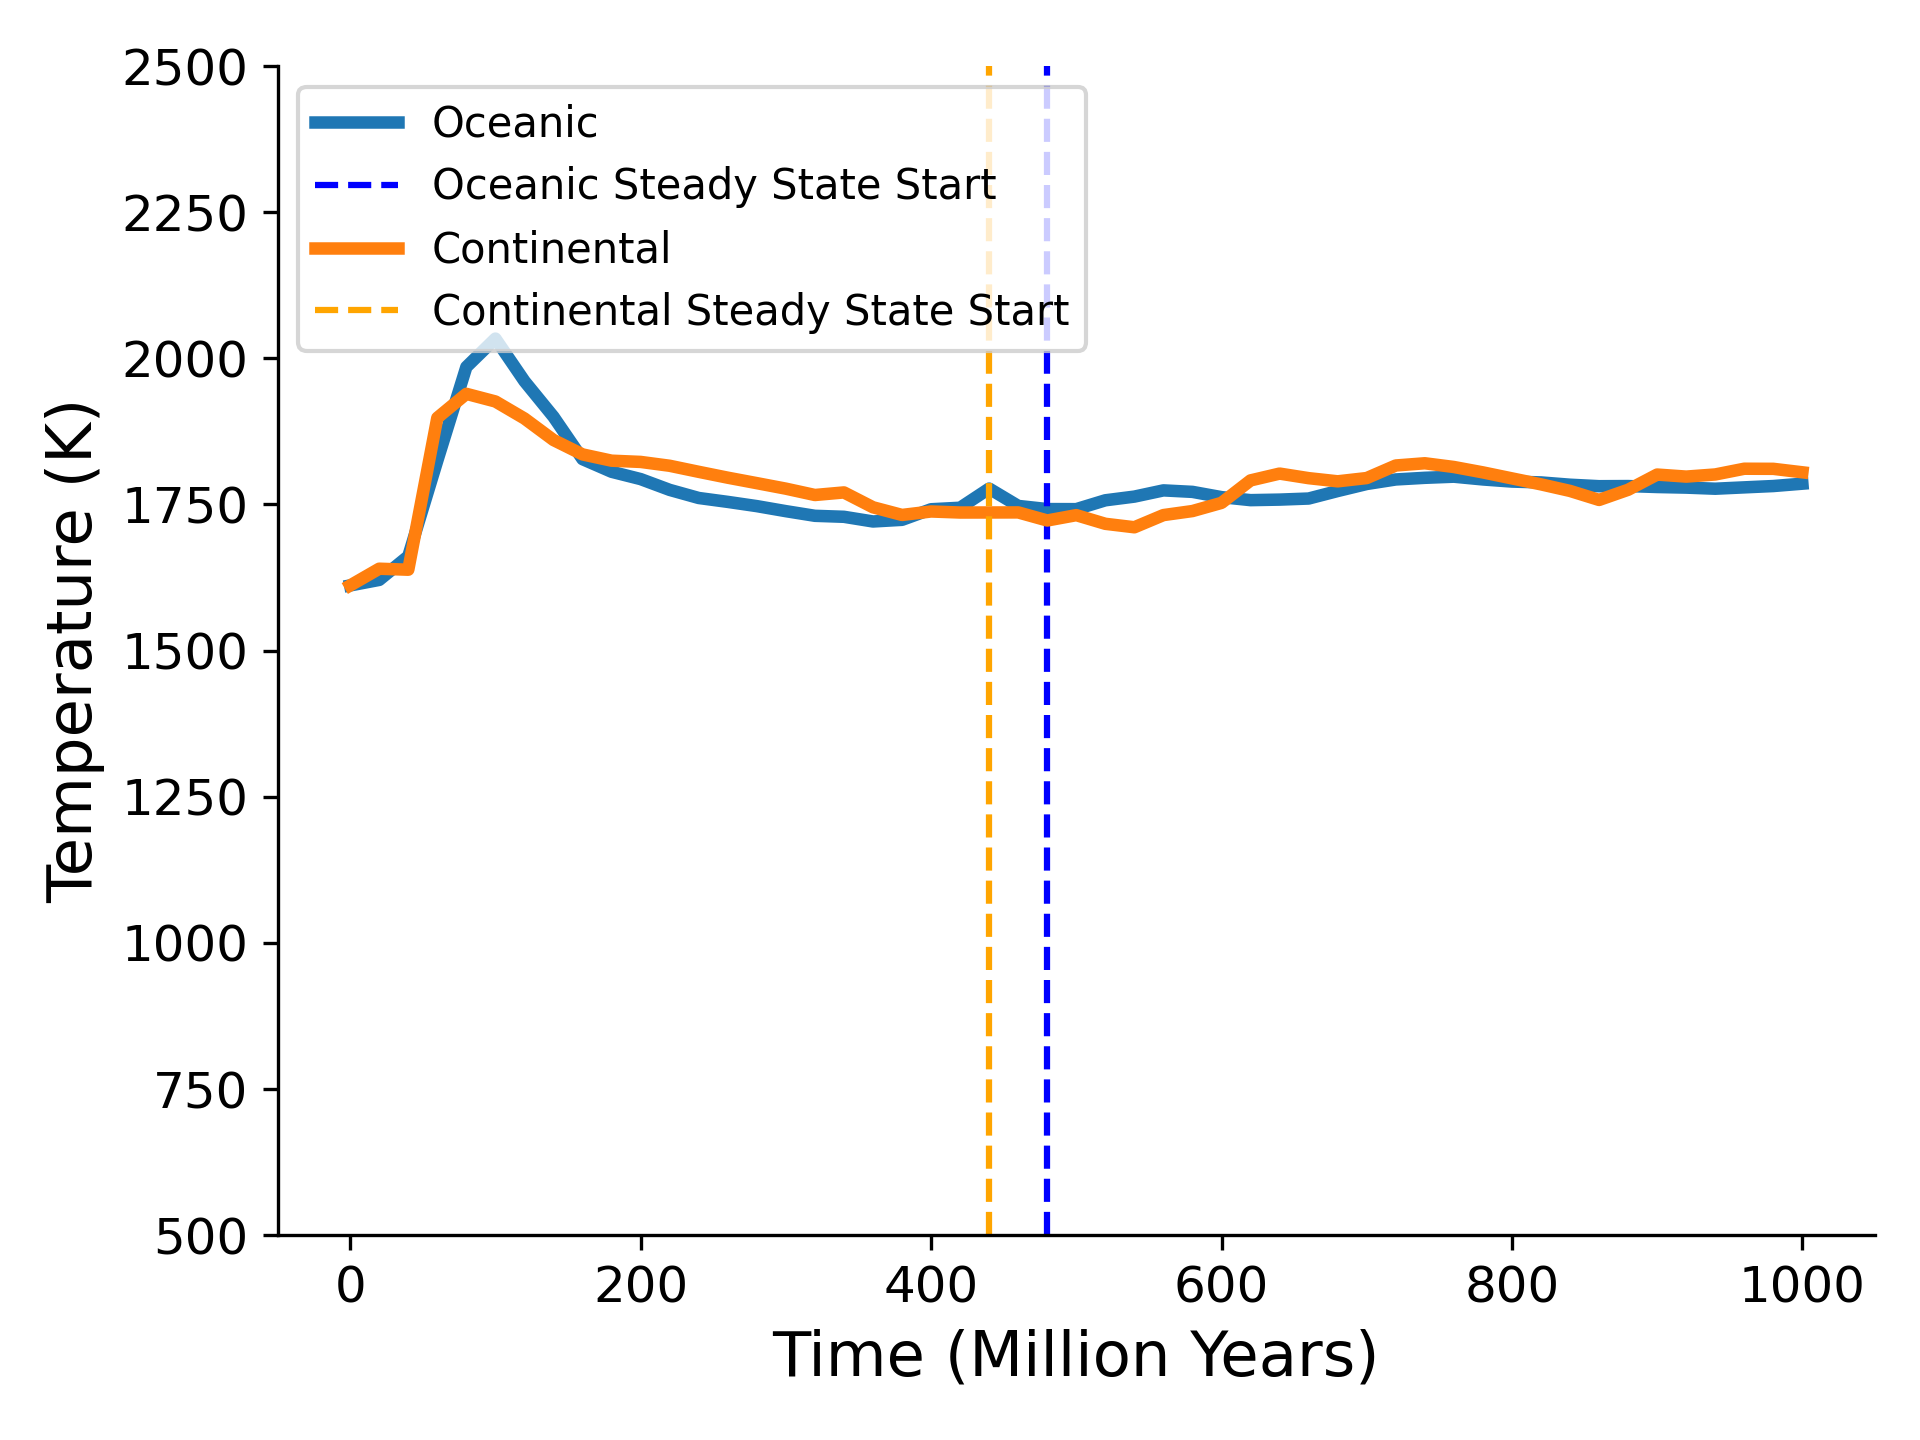 2500
2250
2000
1750
1500
1250
1000
750
500
Temperature (K)
Oceanic
Oceanic Steady State Start
Continental
Continental Steady State Start
0 200 400 600 800 1000
Time (Million Years)